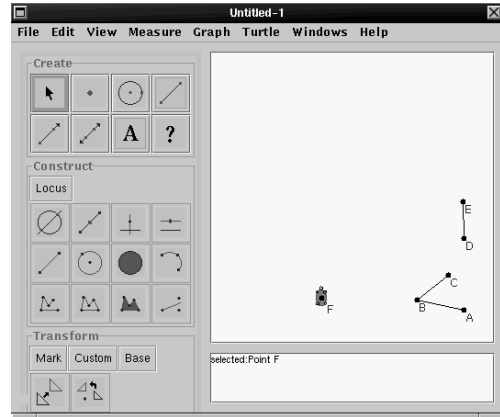 Untitled-1
File Edit View Measure Graph Turtle Windows Help
Create
A ?
Construct
Locus
Transform
Mark Custom Base
E
D
C
B
A
F
selected:Point F